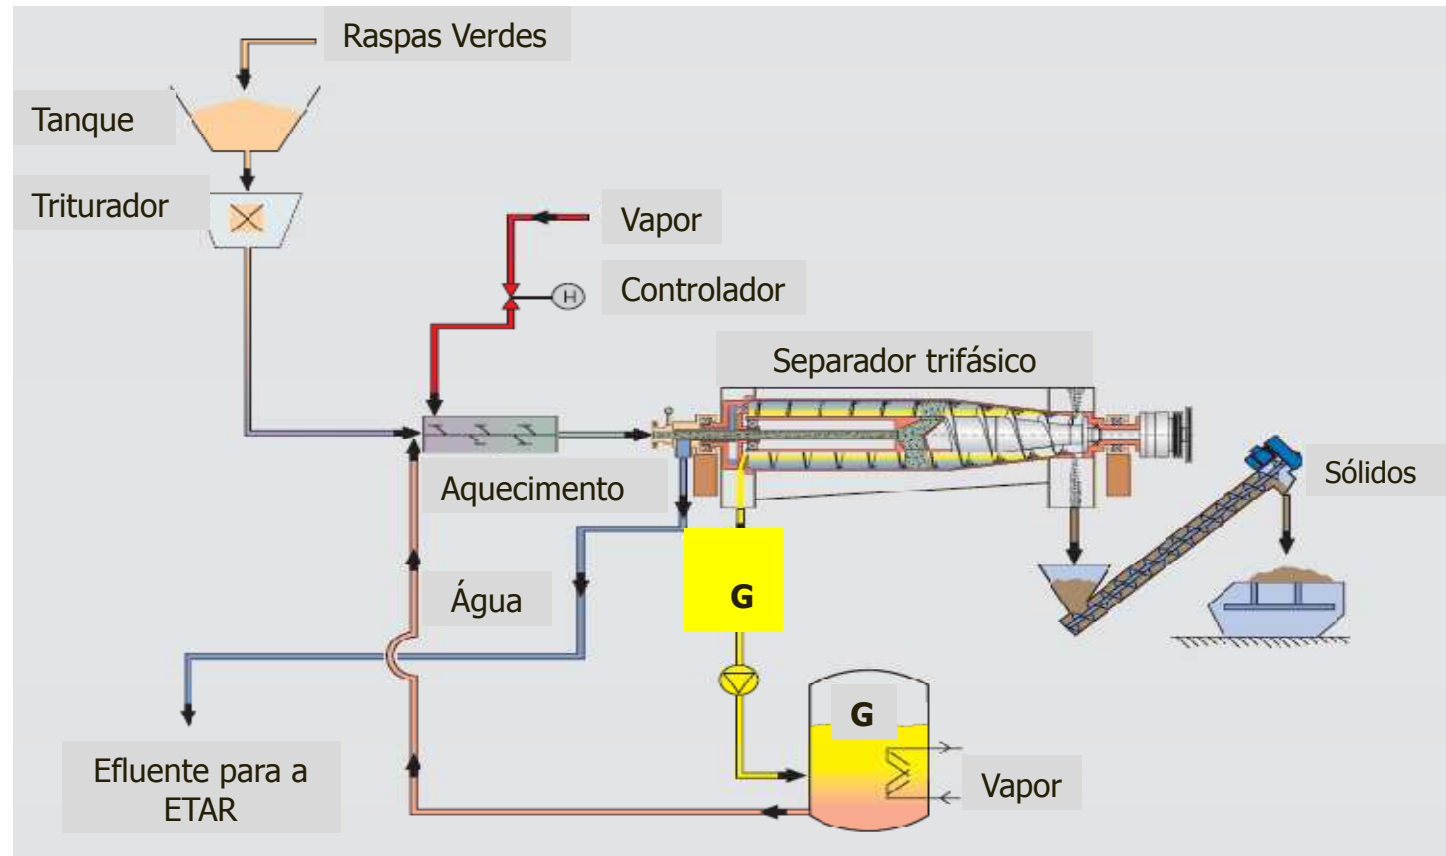 Raspas Verdes
Tanque
Triturador
Vapor
Controlador
H
Separador trifásico
Aquecimento
Sólidos
Água
G
G
Efluente para a
ETAR
Vapor